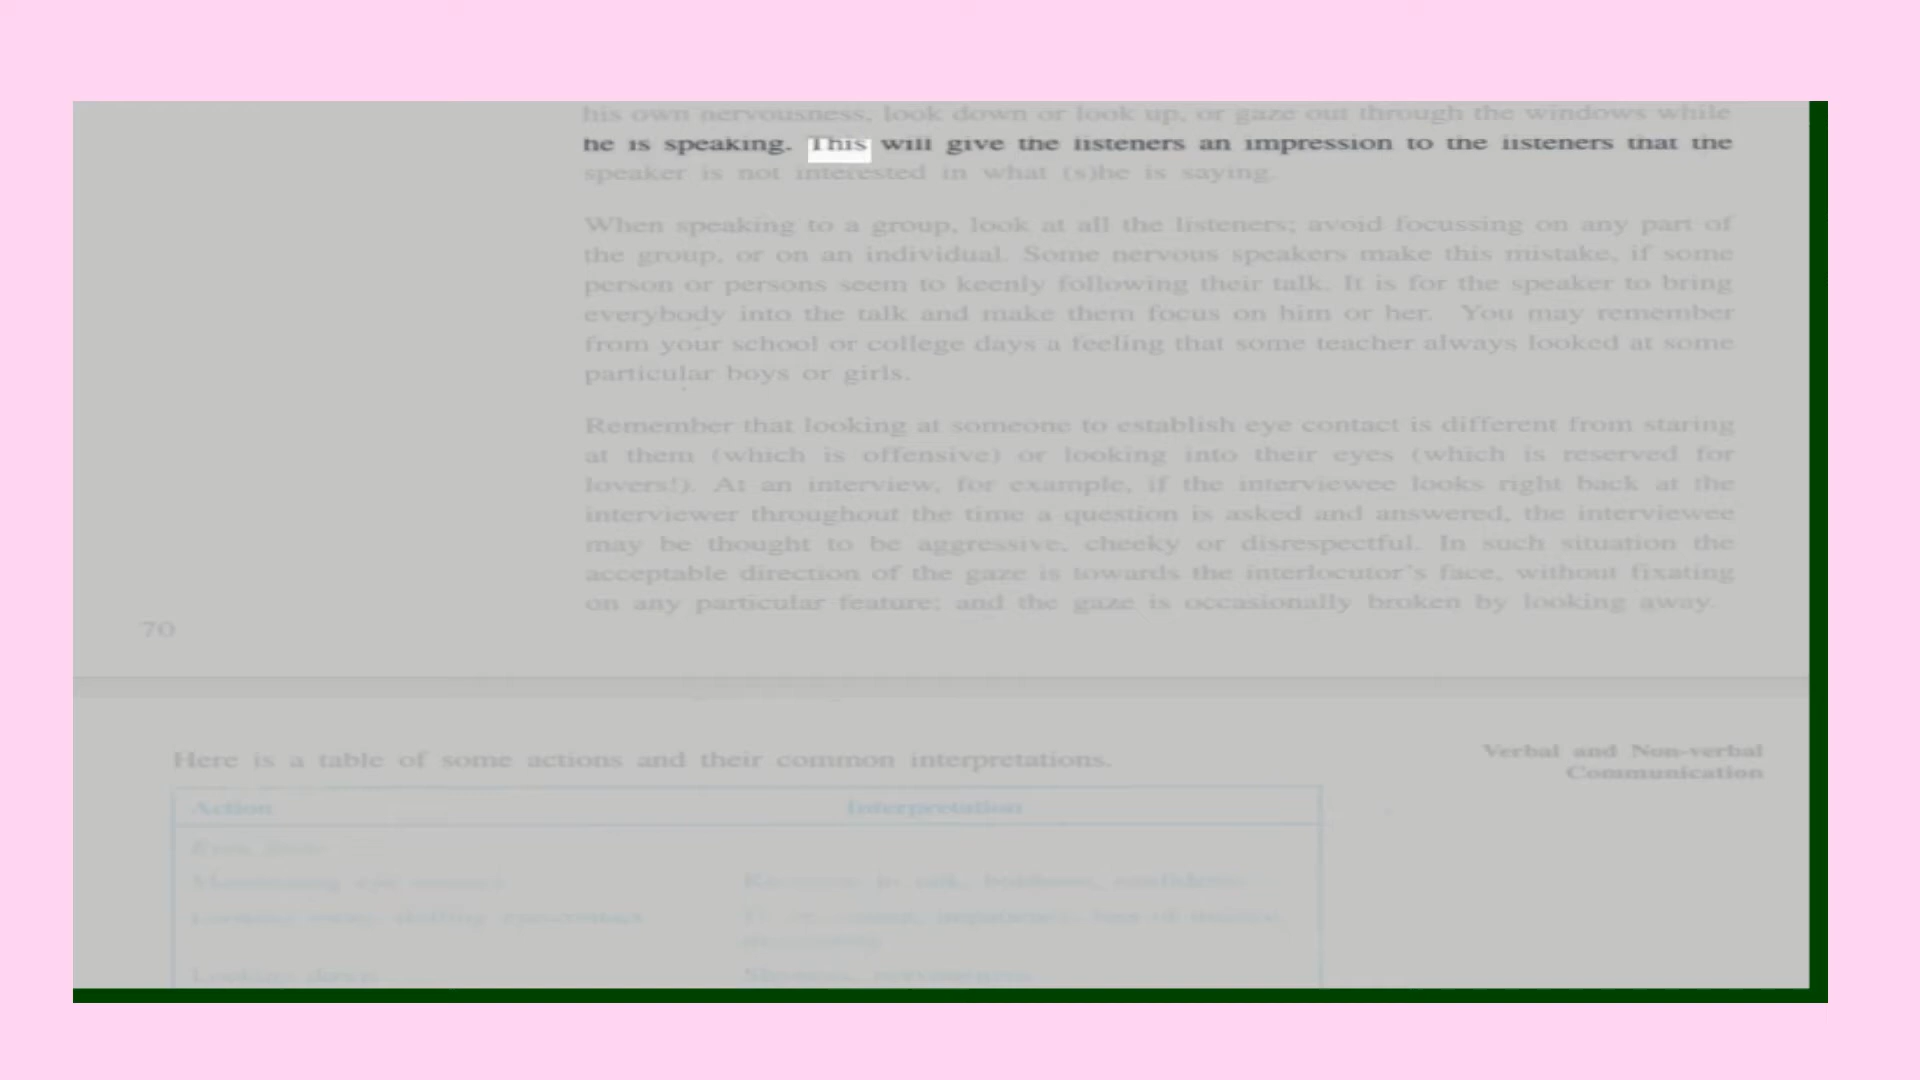 his own nervousness, look down or look up, or gaze out through the windows while
he is speaking. This will give the listeners an impression to the listeners that the
speaker is not interested in what (s)he is saying.
When speaking to a group, look at all the listeners; avoid focussing on any part of
the group, or on an individual. Some nervous speakers make this mistake, if some
person or persons seem to keenly following their talk. It is for the speaker to bring
everybody into the talk and make them focus on him or her. You may remember
from your school or college days a feeling that some teacher always looked at some
particular boys or girls.
Remember that looking at someone to establish eye contact is different from staring
at them (which is offensive) or looking into their eyes (which is reserved for
lovers!). At an interview, for example, if the interviewee looks right back at the
interviewer throughout the time a question is asked and answered, the interviewee
may be thought to be aggressive, cheeky or disrespectful. In such situation the
acceptable direction of the gaze is towards the interlocutor's face, without fixating
on any particular feature; and the gaze is occasionally broken by looking away.
70
Verbal and Non-verbal
Communication
Here is a table of some actions and their common interpretations.
Action Interpretation
Maintaining eye contact
shifting eye-contact
Looking down